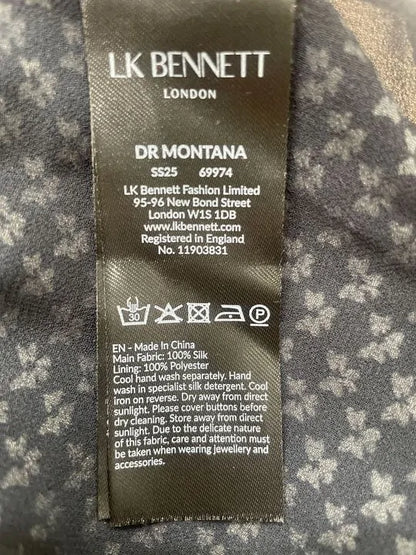 LK BENNETT
LONDON
DR MONTANA
SS25 69974
LK Bennett Fashion Limited
95-96 New Bond Street
London W1S 1DB
www.lkbennett.com
Registered in England
No. 11903831
30 P
EN - Made in China
Main Fabric: 100% Silk
Lining: 100% Polyester
Cool hand wash separately. Hand
wash in specialist silk detergent. Cool
iron on reverse. Dry away from direct
sunlight. Please cover buttons before
dry cleaning. Store away from direct
sunlight. Due to the delicate nature
of this fabric, care and attention must
be taken when wearing jewellery and
accessories.